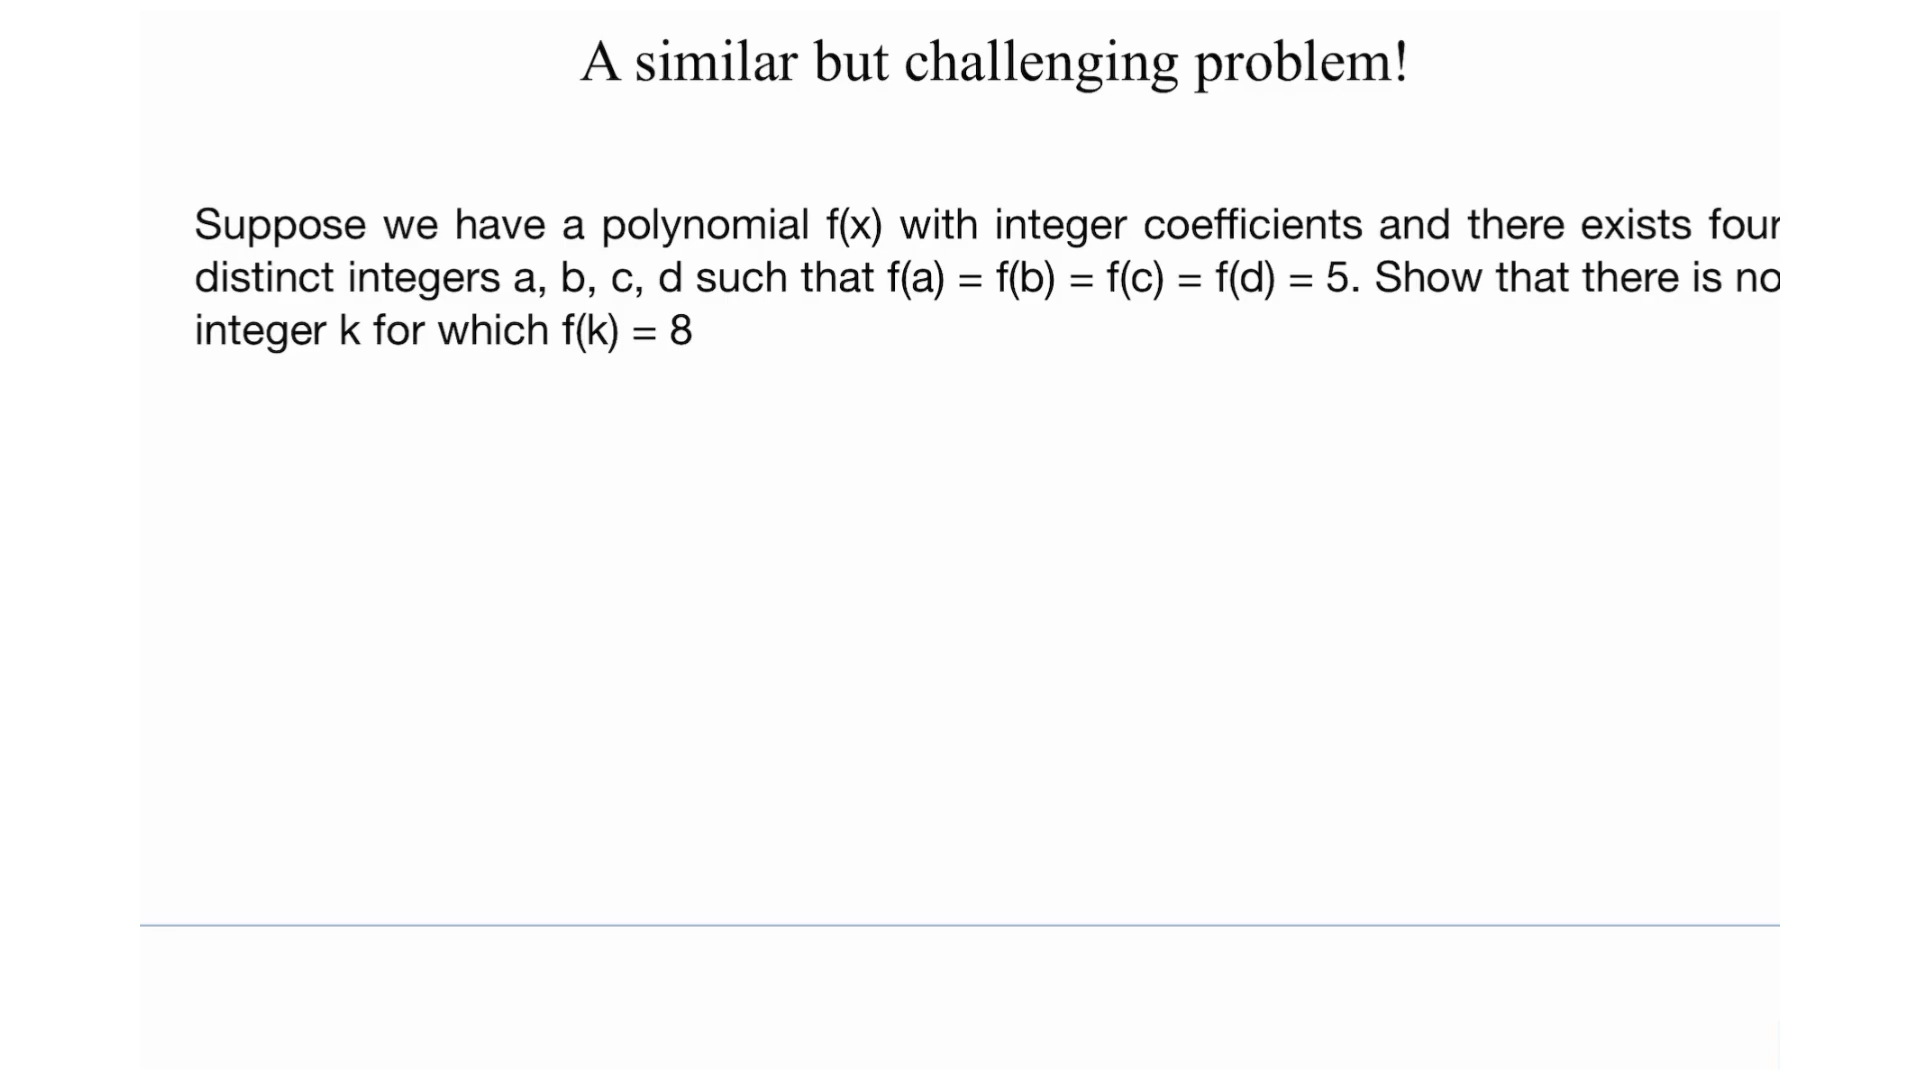 A similar but challenging problem!
Suppose we have a polynomial f(x) with integer coefficients and there exists four
distinct integers a, b, c, d such that f(a) = f(b) = f(c) = f(d) = 5. Show that there is no
integer k for which f(k) = 8